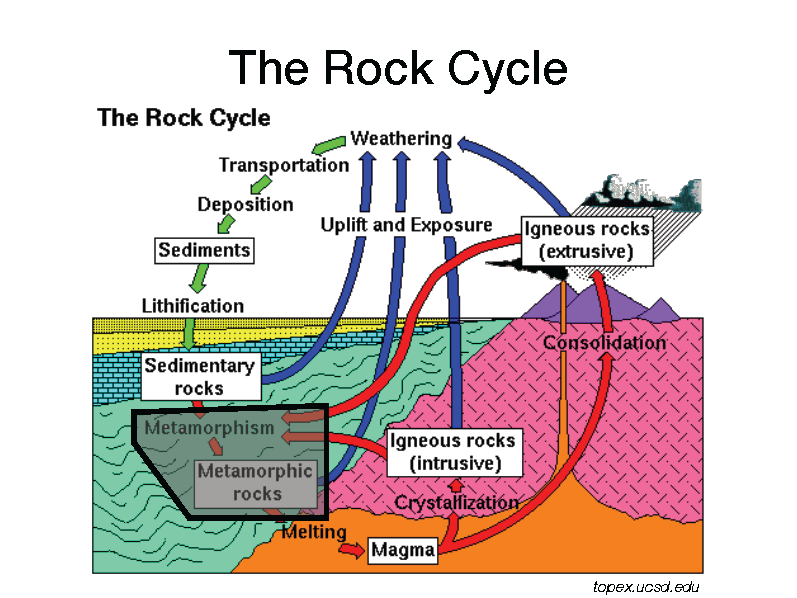 The Rock Cycle
The Rock Cycle
Weathering
Transportation
Deposition
Uplift and Exposure
Igneous rocks
(extrusive)
Sediments
Lithification
Consolidation
Sedimentary
rocks
Metamorphism
Igneous rocks
(intrusive)
Metamorphic
rocks
Crystallization
Melting
Magma
topex.ucsd.edu